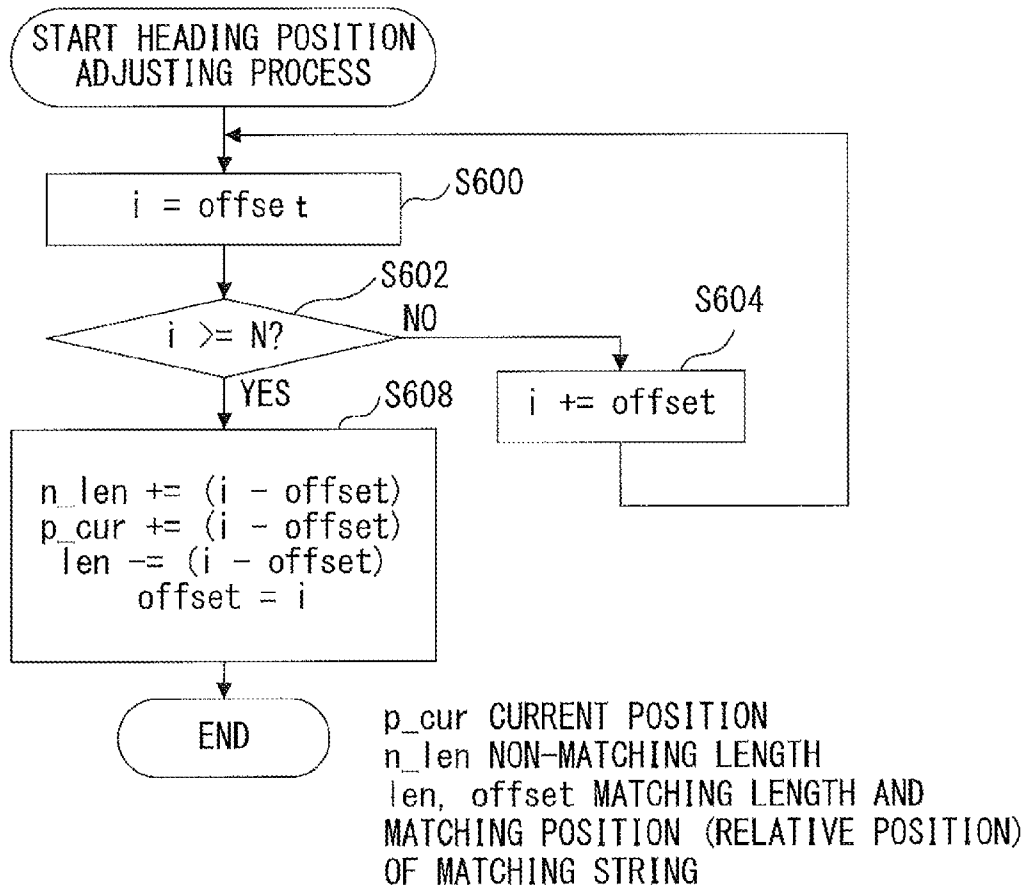 START HEADING POSITION
ADJUSTING PROCESS
S600
i = offset
S602
i >= N?
NO
S604
YES
i += offset
S608
n_len += (i - offset)
p_cur += (i - offset)
len -= (i - offset)
offset = i
END
p_cur CURRENT POSITION
n_len NON-MATCHING LENGTH
len, offset MATCHING LENGTH AND
MATCHING POSITION (RELATIVE POSITION)
OF MATCHING STRING